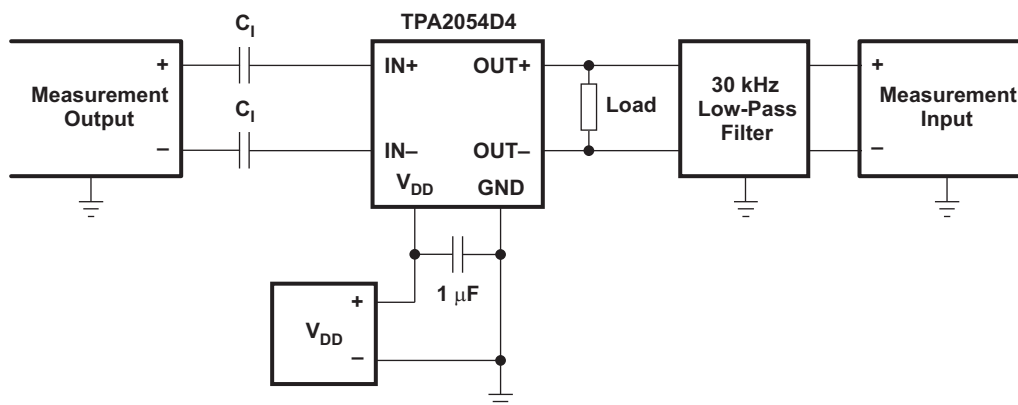 TPA2054D4
C_I
+
IN+
OUT+
+
Measurement
Output
C_I
Load
30 kHz
Low-Pass
Filter
Measurement
Input
–
IN–
OUT–
–
V_DD
GND
1 μF
+
V_DD
–